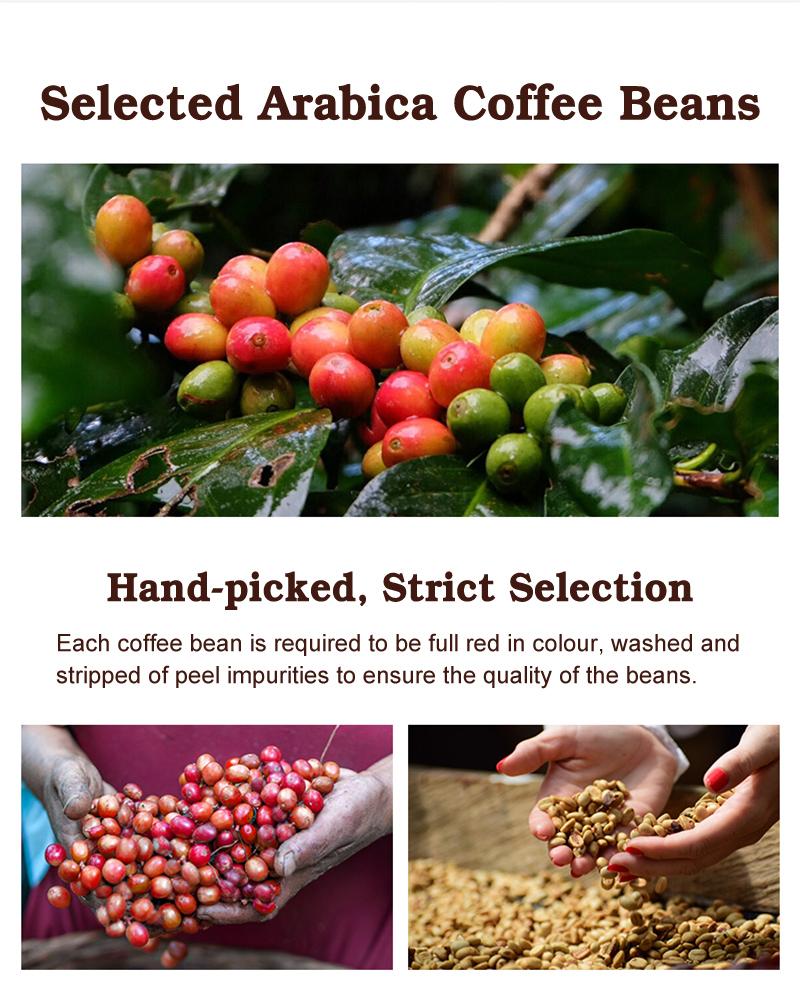 Selected Arabica Coffee Beans
Hand-picked, Strict Selection
Each coffee bean is required to be full red in colour, washed and
stripped of peel impurities to ensure the quality of the beans.